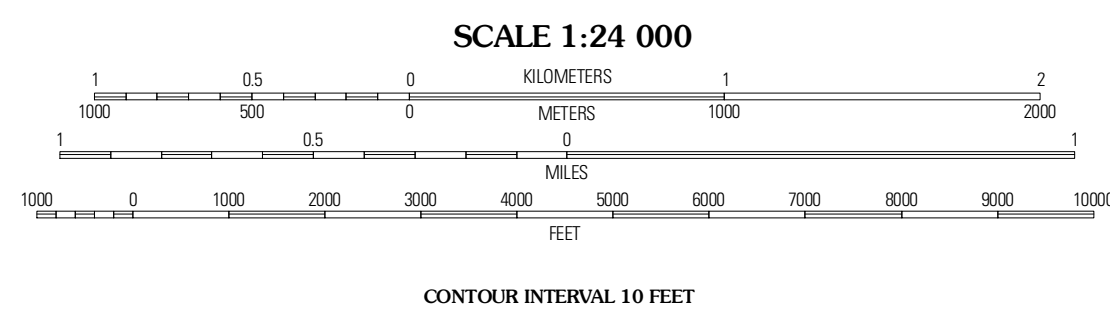 SCALE 1:24 000
1 0.5 0 KILOMETERS 1 2
1000 500 0 METERS 1000 2000
1 0.5 0 1
MILES
1000 0 1000 2000 3000 4000 5000 6000 7000 8000 9000 10000
FEET
CONTOUR INTERVAL 10 FEET